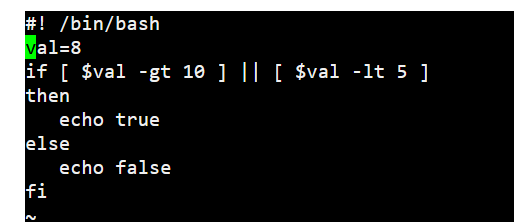 #! /bin/bash
val=8
if [ $val -gt 10 ] || [ $val -lt 5 ]
then
   echo true
else
   echo false
fi
~